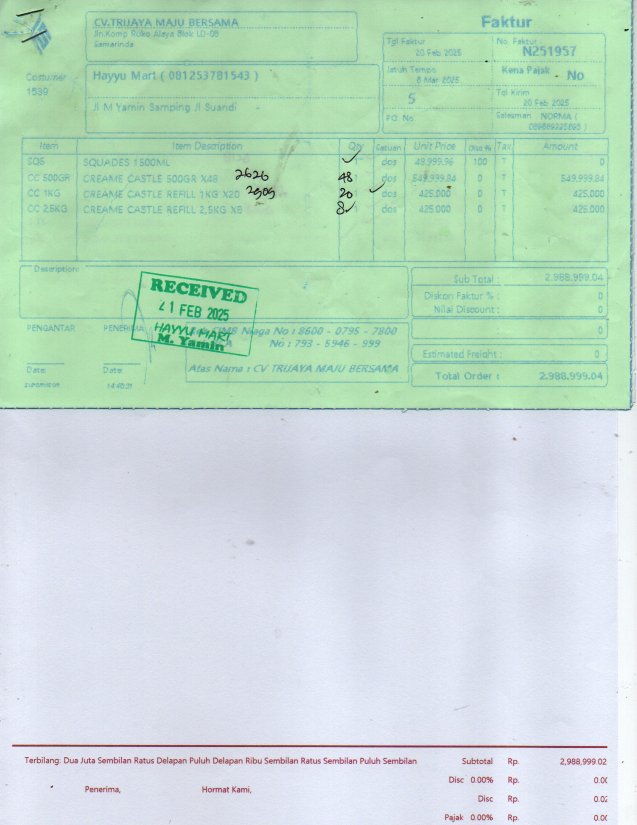 CV.TRIJAYA MAJU BERSAMA
Jln.Komp Ruko Alaya Blok LD-08
Samarinda
Faktur
Tgl Faktur
20 Feb 2025
No. Faktur
N251957
Costumer
1539
Hayyu Mart ( 081253781543 )
Jl M Yamin Samping Jl Suandi
Jatuh Tempo
6 Mar 2025
Kena Pajak
No
5
Tgl Kirim
20 Feb 2025
PO. No.
Salesman NORMA (
Item Item Description Qty Satuan Unit Price Disc% Tax Amount
SQ6 SQUADES 1500ML dos 48,999.96 100 T 0
CC 500GR CREAME CASTLE 500GR X48 2626 48 dos 549,999.84 0 T 549,999.84
CC 1KG CREAME CASTLE REFILL 1KG X20 2505 20 dos 425.000 0 T 425,000
CC 2.5KG CREAME CASTLE REFILL 2,5KG X8 8 dos 425.000 0 T 425,000
Description:
Sub Total : 2.988,999.04
Diskon Faktur % : 0
Nilai Discount : 0
0
Estimated Freight : 0
Total Order : 2.988,999.04
RECEIVED
21 FEB 2025
HAYYU MART
M. Yamin
PENGANTAR PENERIMA
Niaga No : 8600 - 0795 - 7800
No : 793 - 5946 - 999
Atas Nama : CV TRIJAYA MAJU BERSAMA
Date: Date:
Terbilang: Dua Juta Sembilan Ratus Delapan Puluh Delapan Ribu Sembilan Ratus Sembilan Puluh Sembilan
Subtotal Rp. 2,988,999.02
Disc 0.00% Rp. 0.00
Penerima, Hormat Kami,
Disc Rp. 0.02
Pajak 0.00% Rp. 0.00